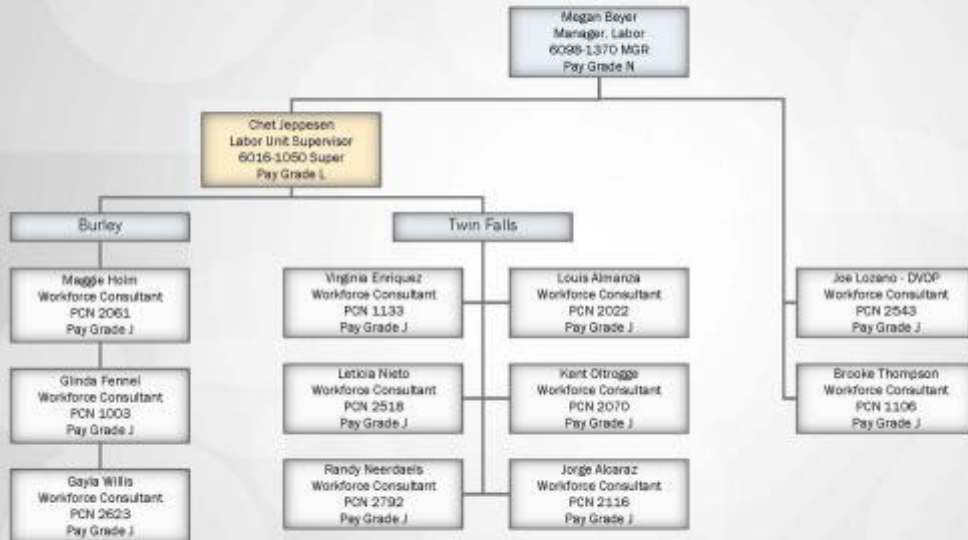 Megan Beyer
Manager, Labor
6098-1370 MGR
Pay Grade N
Chet Jeppesen
Labor Unit Supervisor
6016-1050 Super
Pay Grade L
Burley
Twin Falls
Maggie Holm
Workforce Consultant
PCN 2061
Pay Grade J
Glinda Fennel
Workforce Consultant
PCN 1003
Pay Grade J
Gayla Willis
Workforce Consultant
PCN 2623
Pay Grade J
Virginia Enriquez
Workforce Consultant
PCN 1133
Pay Grade J
Leticia Nieto
Workforce Consultant
PCN 2518
Pay Grade J
Randy Neerdaels
Workforce Consultant
PCN 2792
Pay Grade J
Louis Almanza
Workforce Consultant
PCN 2022
Pay Grade J
Kent Oltrogge
Workforce Consultant
PCN 2070
Pay Grade J
Jorge Alcaraz
Workforce Consultant
PCN 2116
Pay Grade J
Joe Lozano - DVOP
Workforce Consultant
PCN 2543
Pay Grade J
Brooke Thompson
Workforce Consultant
PCN 1106
Pay Grade J